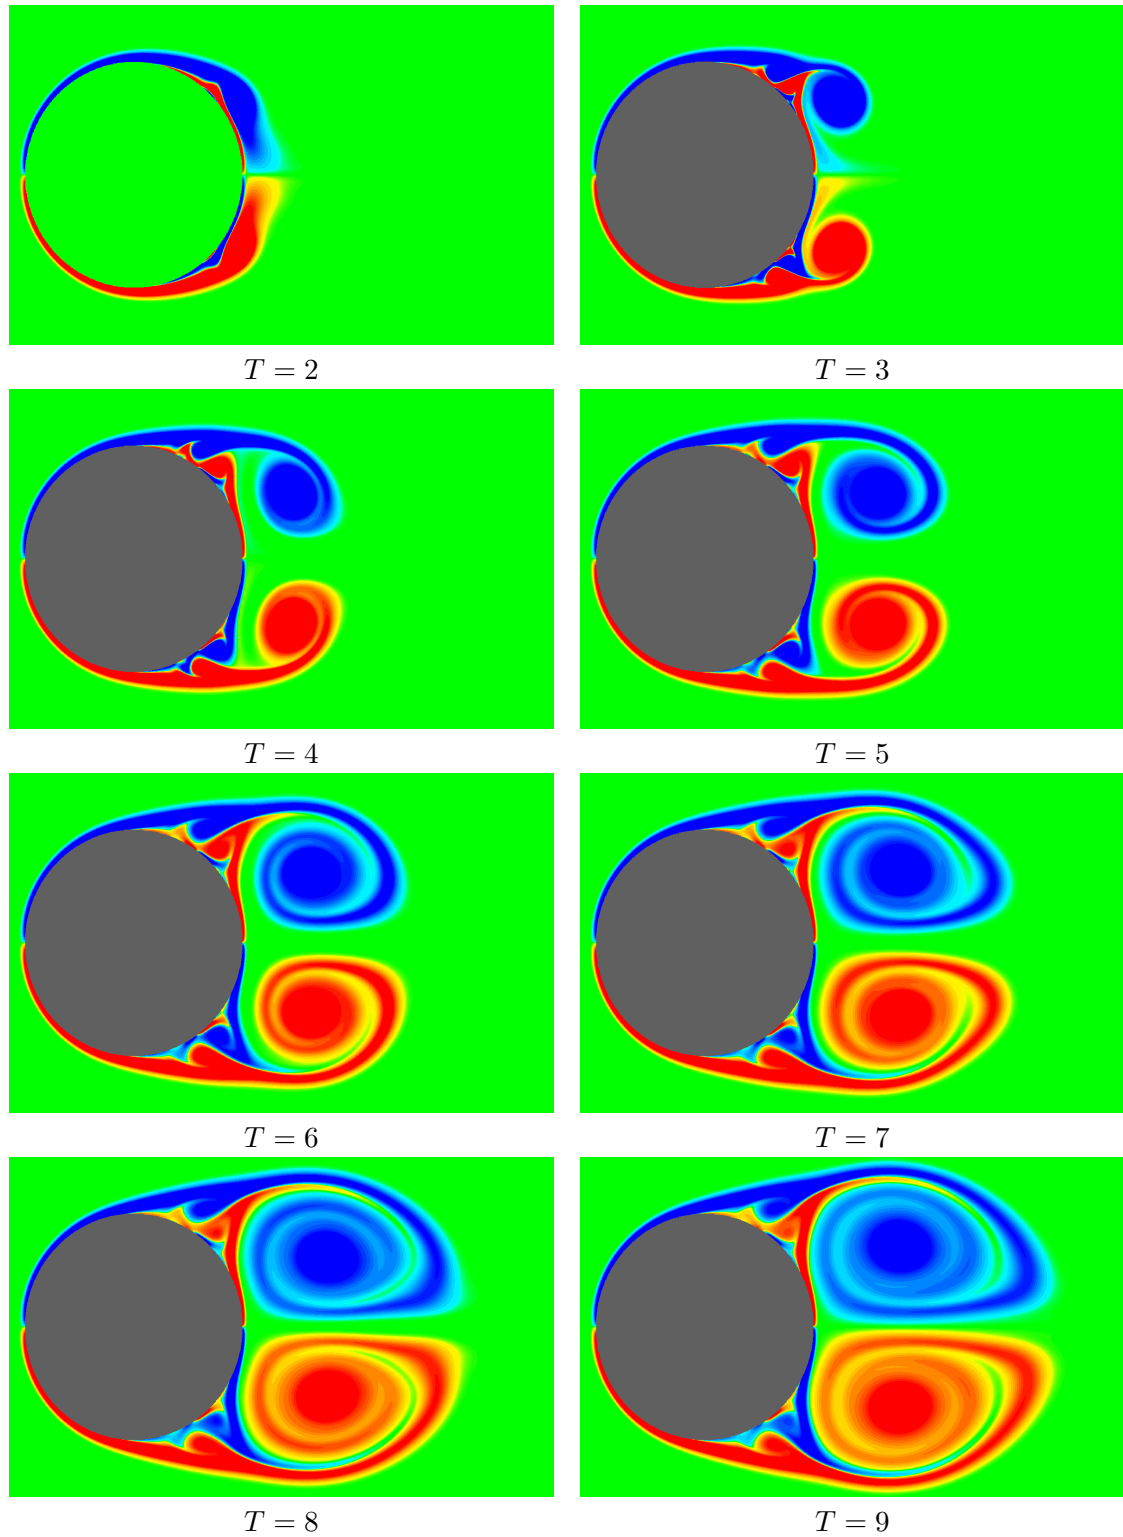 T = 2
T = 3
T = 4
T = 5
T = 6
T = 7
T = 8
T = 9